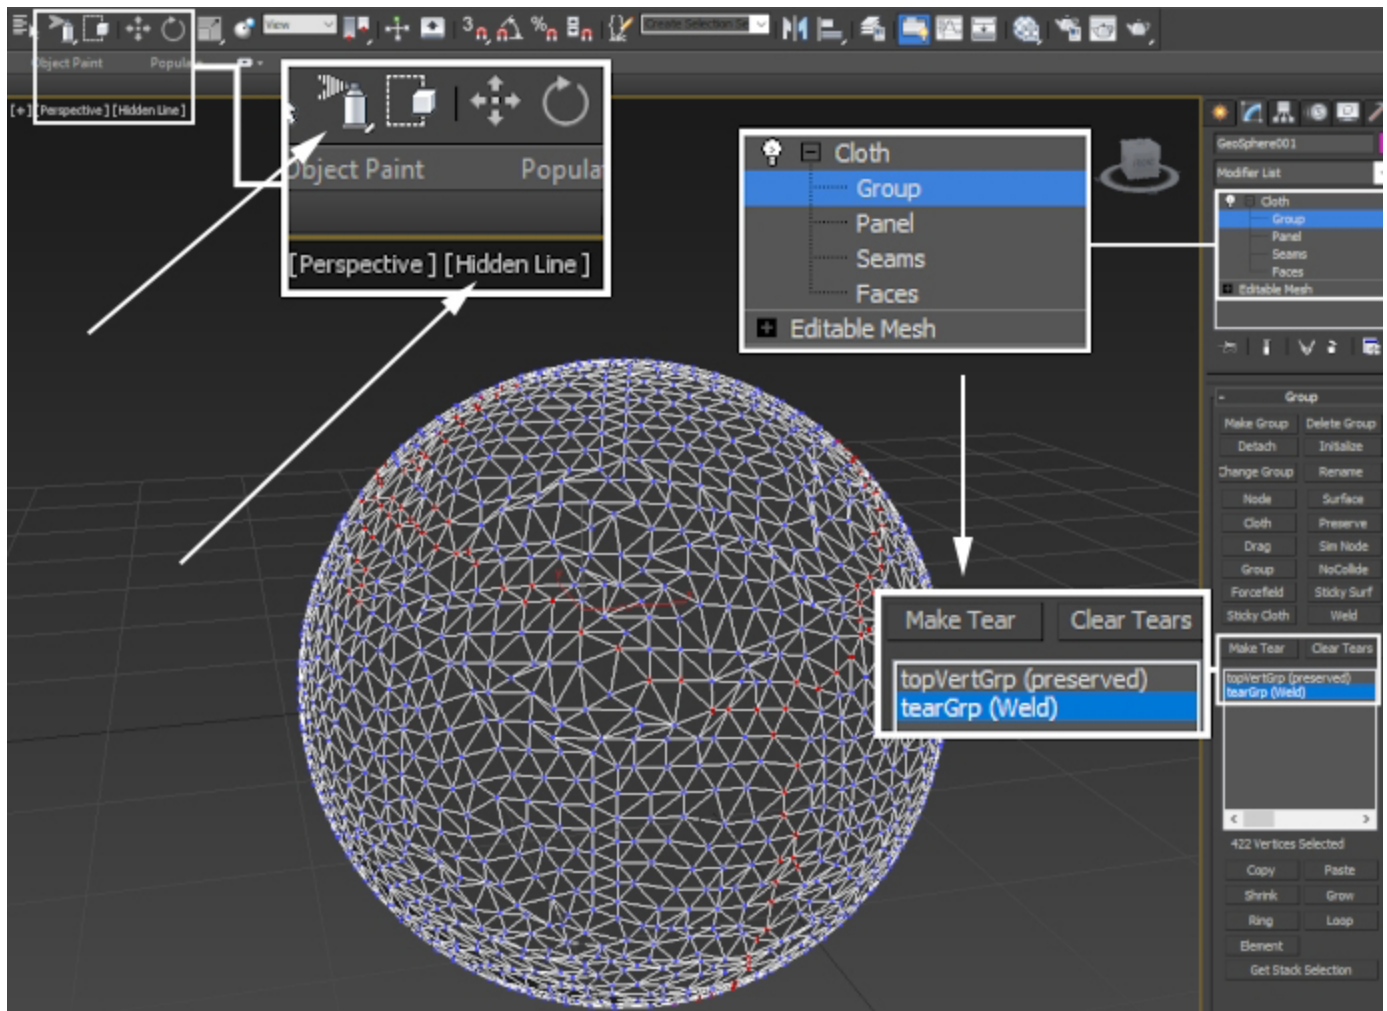 View
Create Selection Se
Object Paint
Popula
[+][Perspective] [Hidden Line]
Object Paint
Popula
[Perspective] [Hidden Line]
Cloth
Group
Panel
Seams
Faces
Editable Mesh
Make Tear
Clear Tears
topVertGrp (preserved)
tearGrp (Weld)
GeoSphere001
Modifier List
Cloth
Group
Panel
Seams
Faces
Editable Mesh
Group
Make Group Delete Group
Detach Initialize
Change Group Rename
Node Surface
Cloth Preserve
Drag Sim Node
Group NoCollide
Forcefield Sticky Surf
Sticky Cloth Weld
Make Tear Clear Tears
topVertGrp (preserved)
tearGrp (Weld)
422 Vertices Selected
Copy Paste
Shrink Grow
Ring Loop
Element
Get Stack Selection